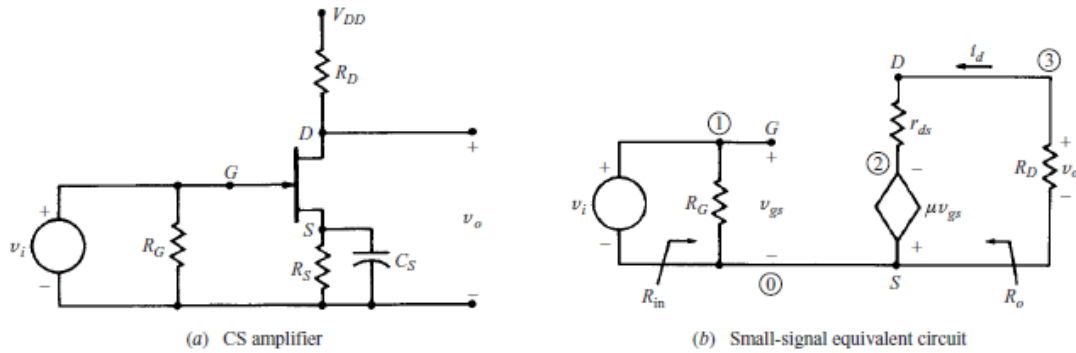 V_DD
R_D
D
+
G
+
v_i
−
R_G
S
R_S
C_S
v_o
−
(a) CS amplifier
D
i_d
③
①
G
+
r_ds
②
−
+
v_i
−
R_G
v_gs
μv_gs
R_D
+
v_o
−
−
⓪
+
S
R_in
R_o
(b) Small-signal equivalent circuit